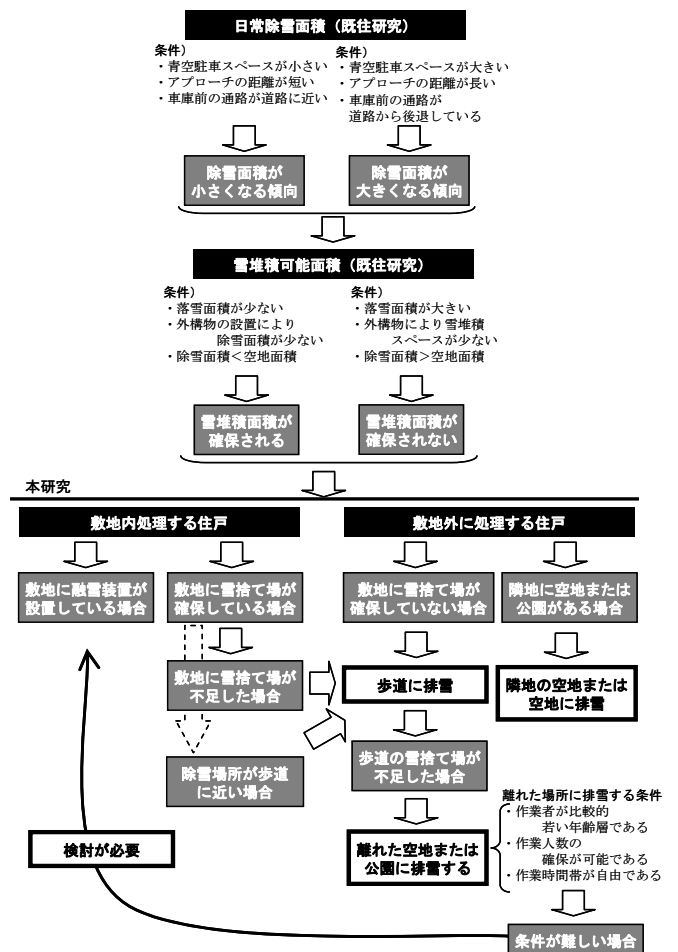 日常除雪面積（既往研究）
条件）
・青空駐車スペースが小さい
・アプローチの距離が短い
・車庫前の通路が道路に近い
条件）
・青空駐車スペースが大きい
・アプローチの距離が長い
・車庫前の通路が
道路から後退している
除雪面積が
小さくなる傾向
除雪面積が
大きくなる傾向
雪堆積可能面積（既往研究）
条件）
・落雪面積が少ない
・外構物の設置により
除雪面積が少ない
・除雪面積＜空地面積
条件）
・落雪面積が大きい
・外構物により雪堆積
スペースが少ない
・除雪面積＞空地面積
雪堆積面積が
確保される
雪堆積面積が
確保されない
本研究
敷地内処理する住戸
敷地外に処理する住戸
敷地に融雪装置が
設置している場合
敷地に雪捨て場が
確保している場合
敷地に雪捨て場が
確保していない場合
隣地に空地または
公園がある場合
敷地に雪捨て場が
不足した場合
歩道に排雪
隣地の空地または
空地に排雪
除雪場所が歩道
に近い場合
歩道の雪捨て場が
不足した場合
離れた場所に排雪する条件
・作業者が比較的
若い年齢層である
・作業人数の
確保が可能である
・作業時間帯が自由である
検討が必要
離れた空地または
公園に排雪する
条件が難しい場合